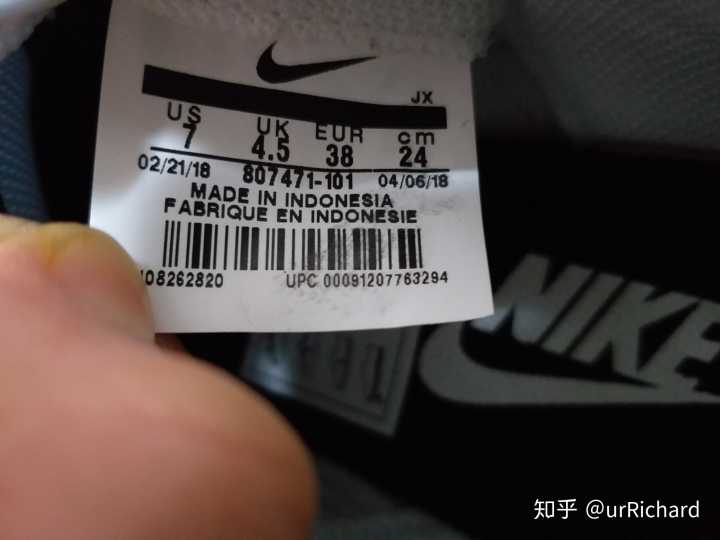 JX
US UK EUR cm
7 4.5 38 24
02/21/18 807471-101 04/06/18
MADE IN INDONESIA
FABRIQUE EN INDONESIE
08262820 UPC 00091207763294
NIKE
知乎 @urRichard